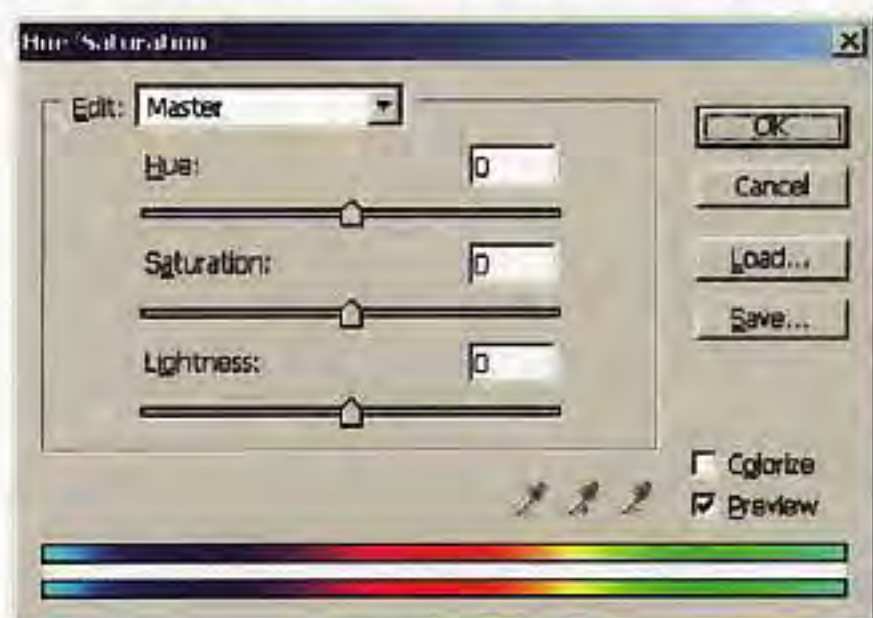 Hue/Saturation
Edit: Master
Hue: 0
Saturation: 0
Lightness: 0
OK
Cancel
Load...
Save...
Colorize
Preview